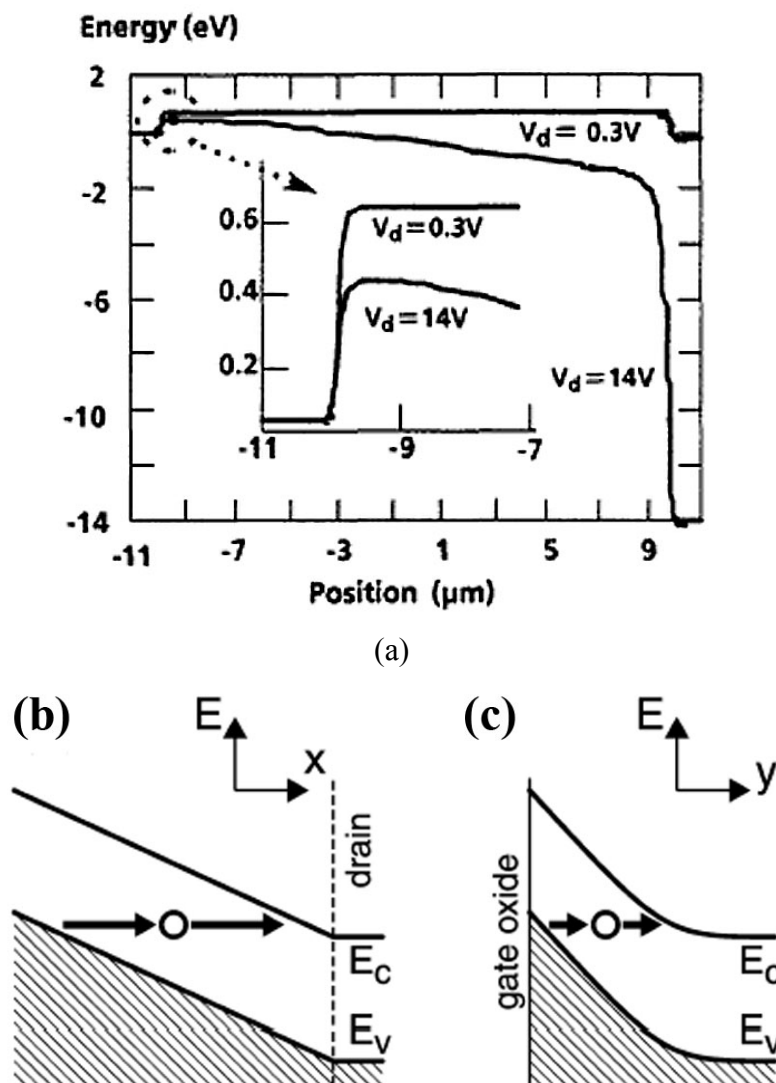 Energy (eV)
2
-2
-6
-10
-14
V_d = 0.3V
0.6
0.4
0.2
V_d=0.3V
V_d=14V
V_d=14V
-11 -9 -7
-11 -7 -3 1 5 9
Position (μm)
(a)
(b) (c)
E x
drain
E_C
E_V
E y
gate oxide
E_C
E_V